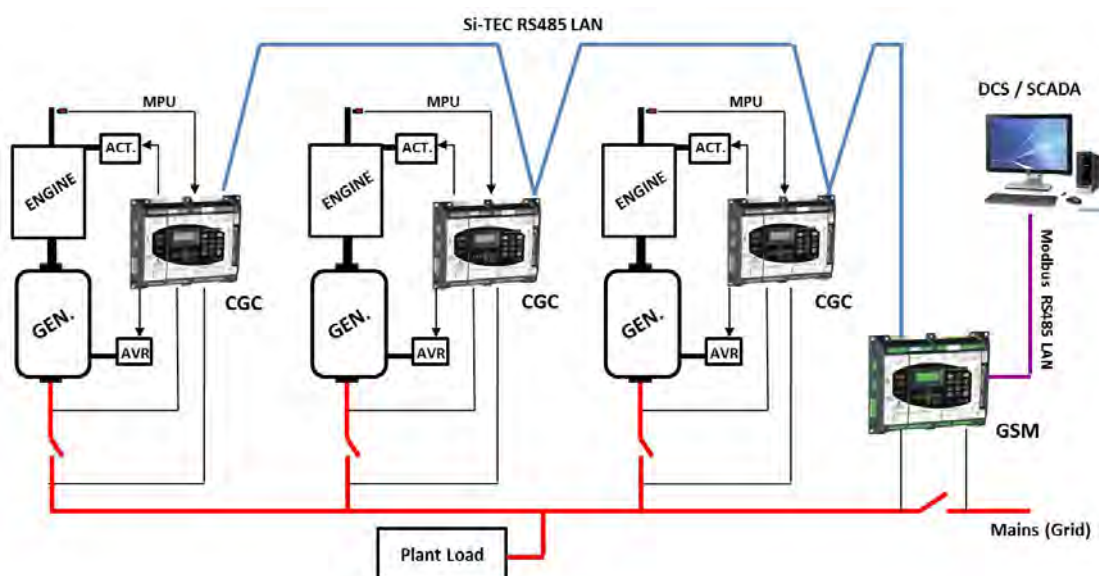 Si-TEC RS485 LAN
MPU
MPU
MPU
DCS / SCADA
ACT.
ACT.
ACT.
ENGINE
ENGINE
ENGINE
Modbus RS485 LAN
GEN.
CGC
GEN.
CGC
GEN.
CGC
AVR
AVR
AVR
GSM
Mains (Grid)
Plant Load